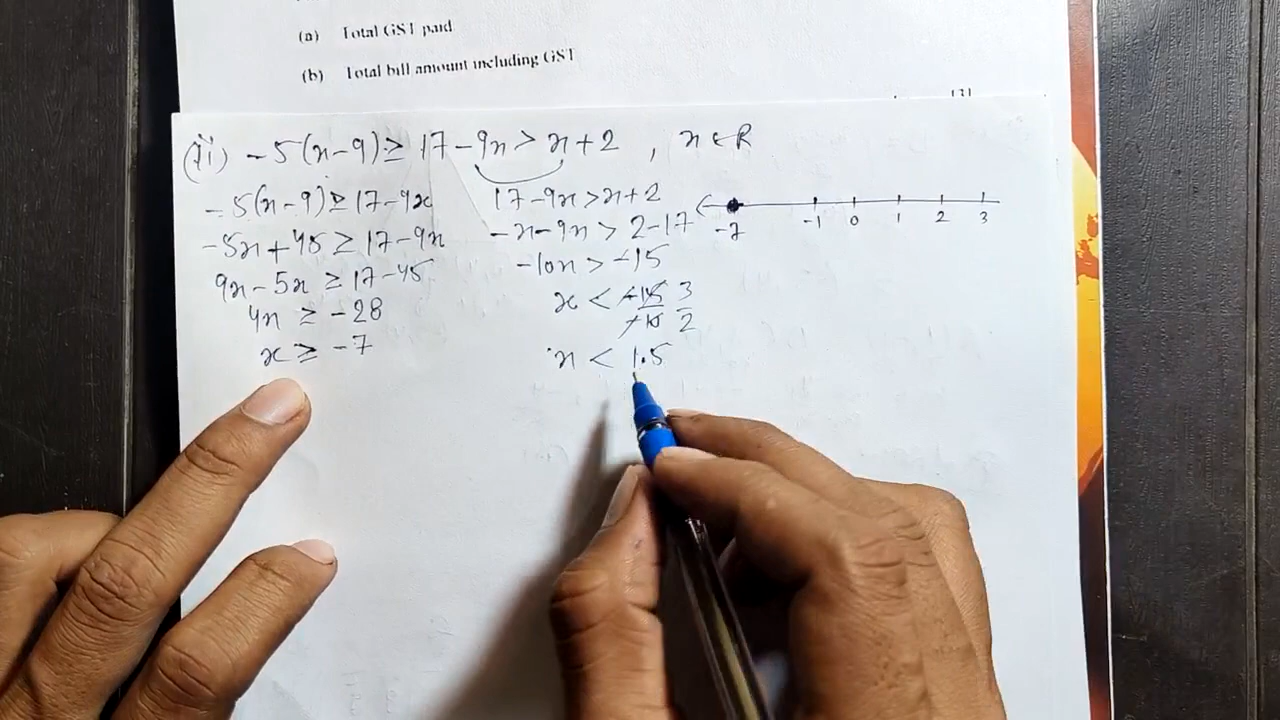 (a) Total GST paid
(b) Total bill amount including GST
131
(ii) -5(x-9) ≥ 17-9x > x+2 , x ∈ R
-5(x-9) ≥ 17-9x
-5x+45 ≥ 17-9x
9x-5x ≥ 17-45
4x ≥ -28
x ≥ -7
17-9x > x+2
-x-9x > 2-17
-10x > -15
x < -15/-10 3/2
x < 1.5
-7 -1 0 1 2 3